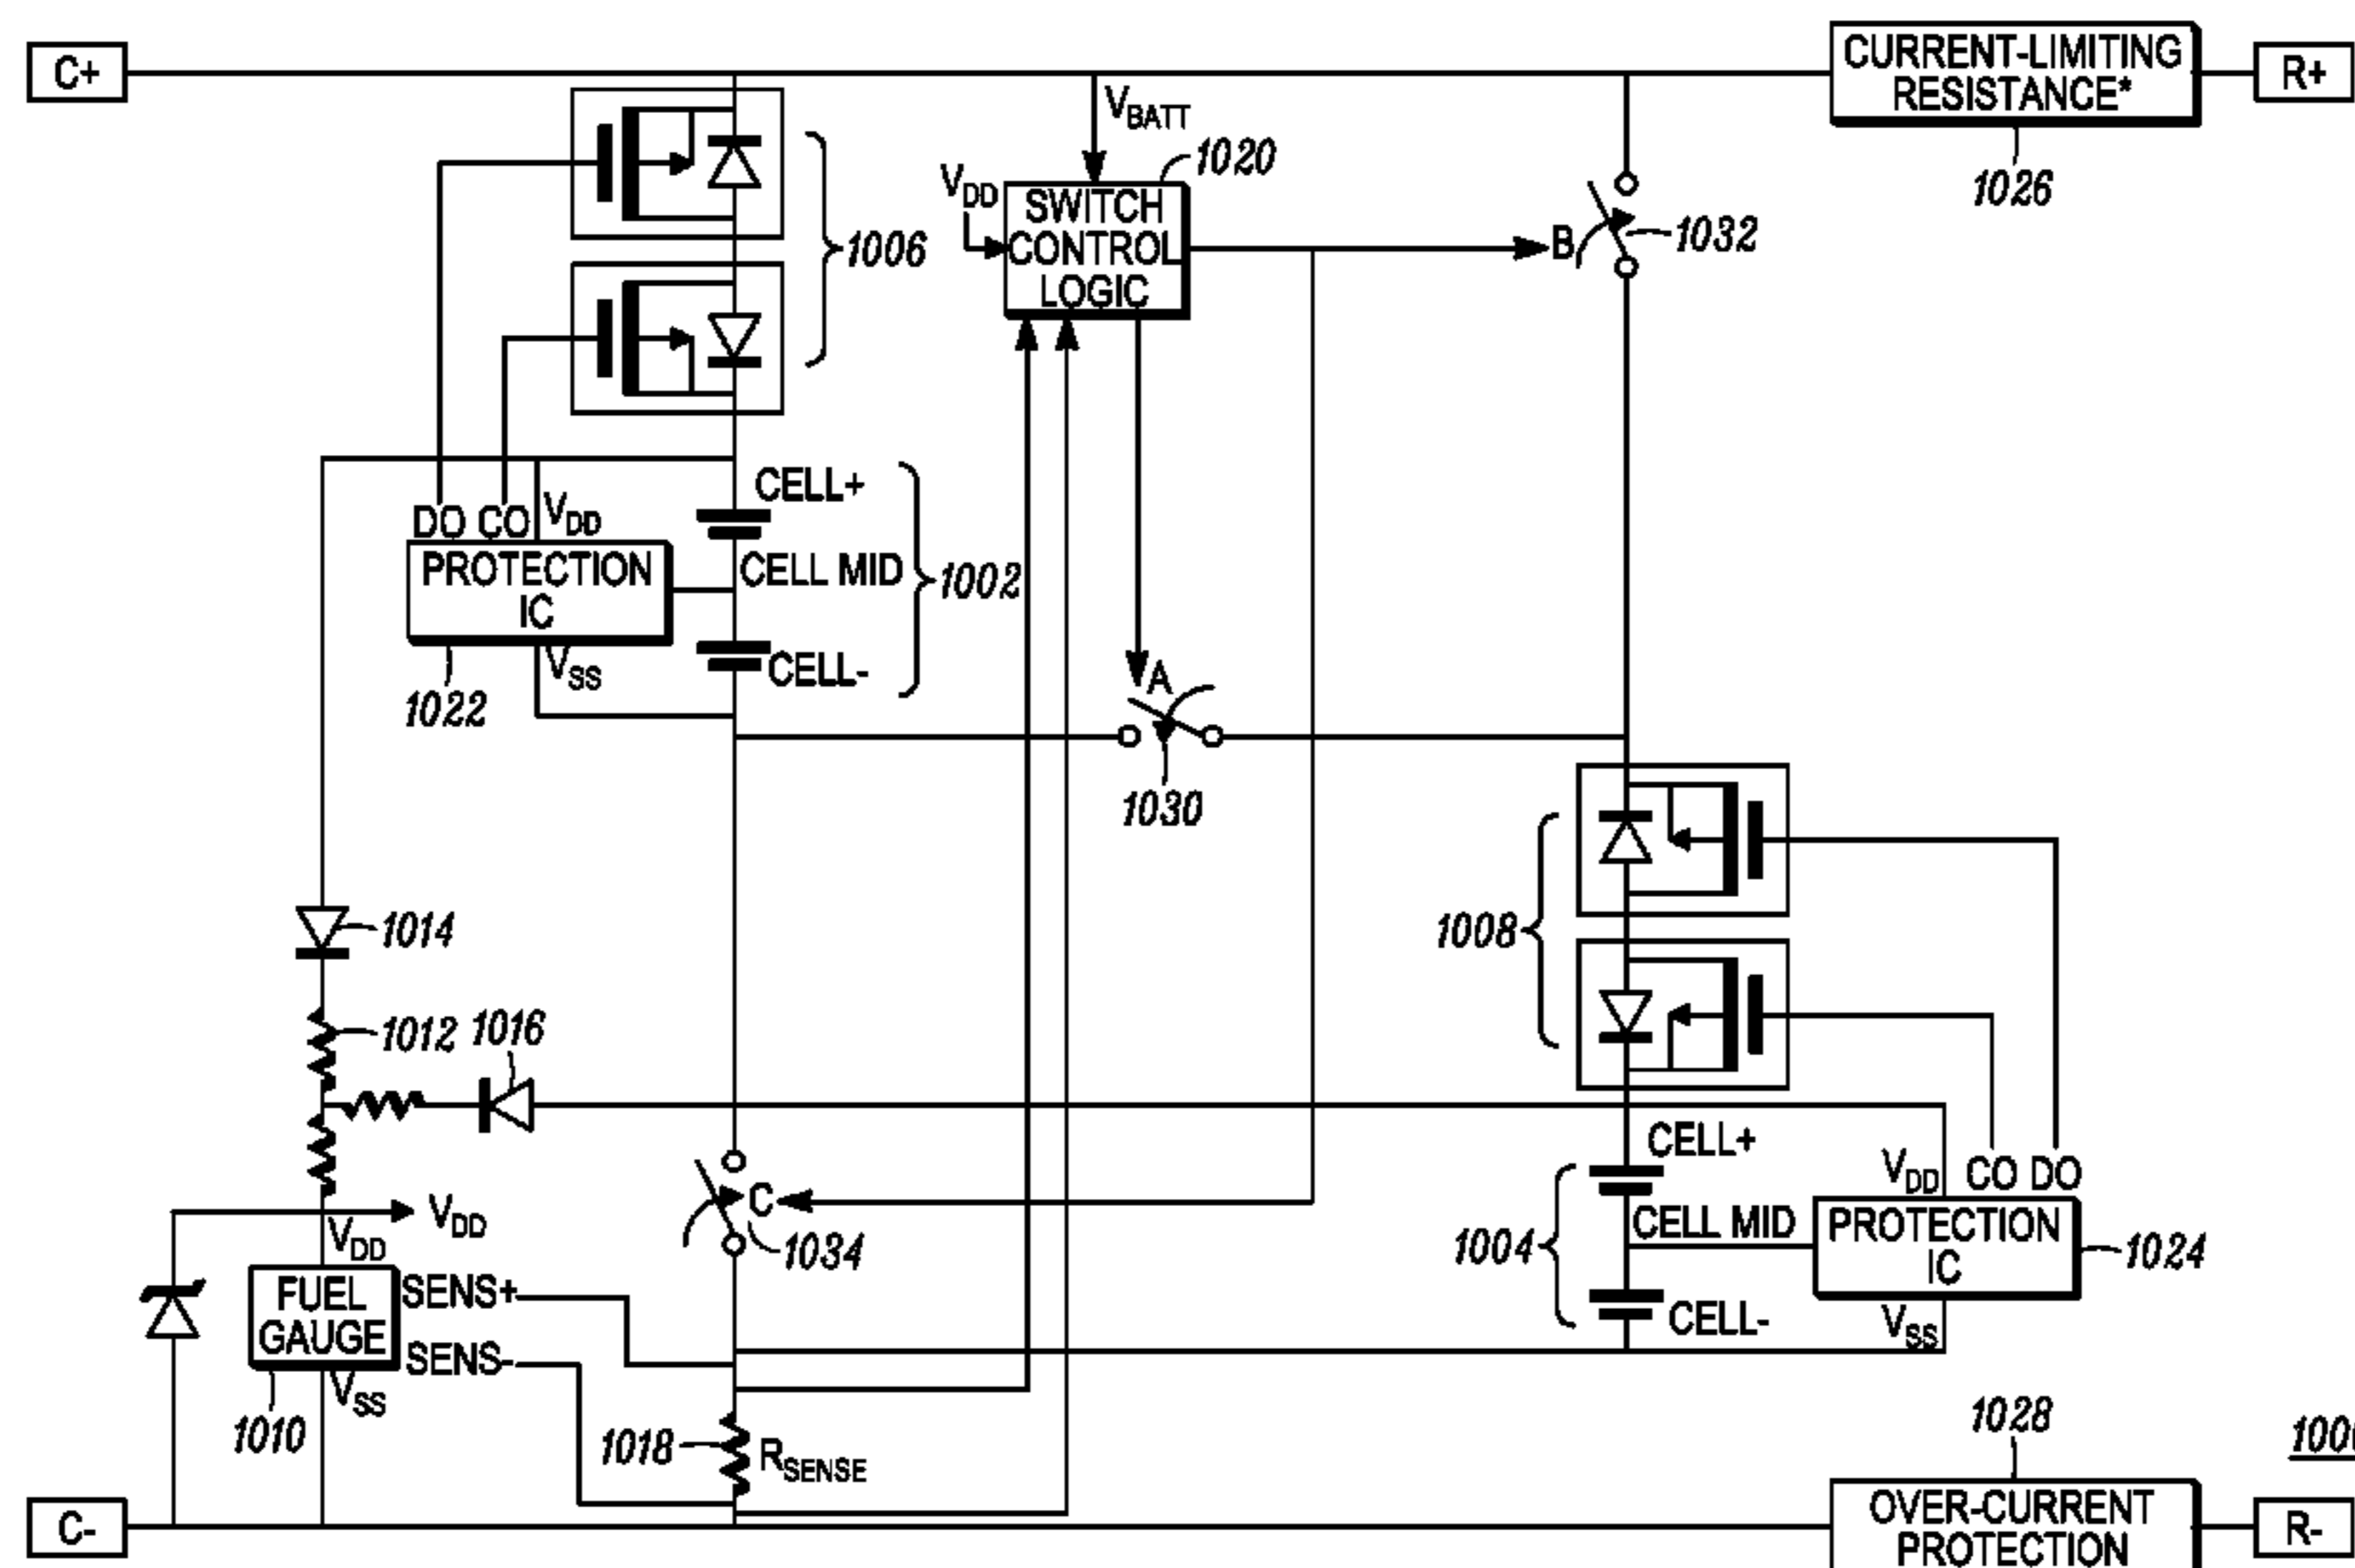 C+
CURRENT-LIMITING
RESISTANCE*
R+
1026
VBATT
1020
VDD
SWITCH
CONTROL
LOGIC
B
1032
1006
CELL+
DO CO VDD
PROTECTION
IC
CELL MID
1002
VSS
CELL-
1022
A
1030
1014
1008
1012
1016
CELL+
VDD CO DO
C
1034
1004
CELL MID
PROTECTION
IC
1024
VDD
VDD
FUEL
GAUGE
SENS+
SENS-
CELL-
VSS
VSS
1010
1018
RSENSE
1028
C-
OVER-CURRENT
PROTECTION
R-